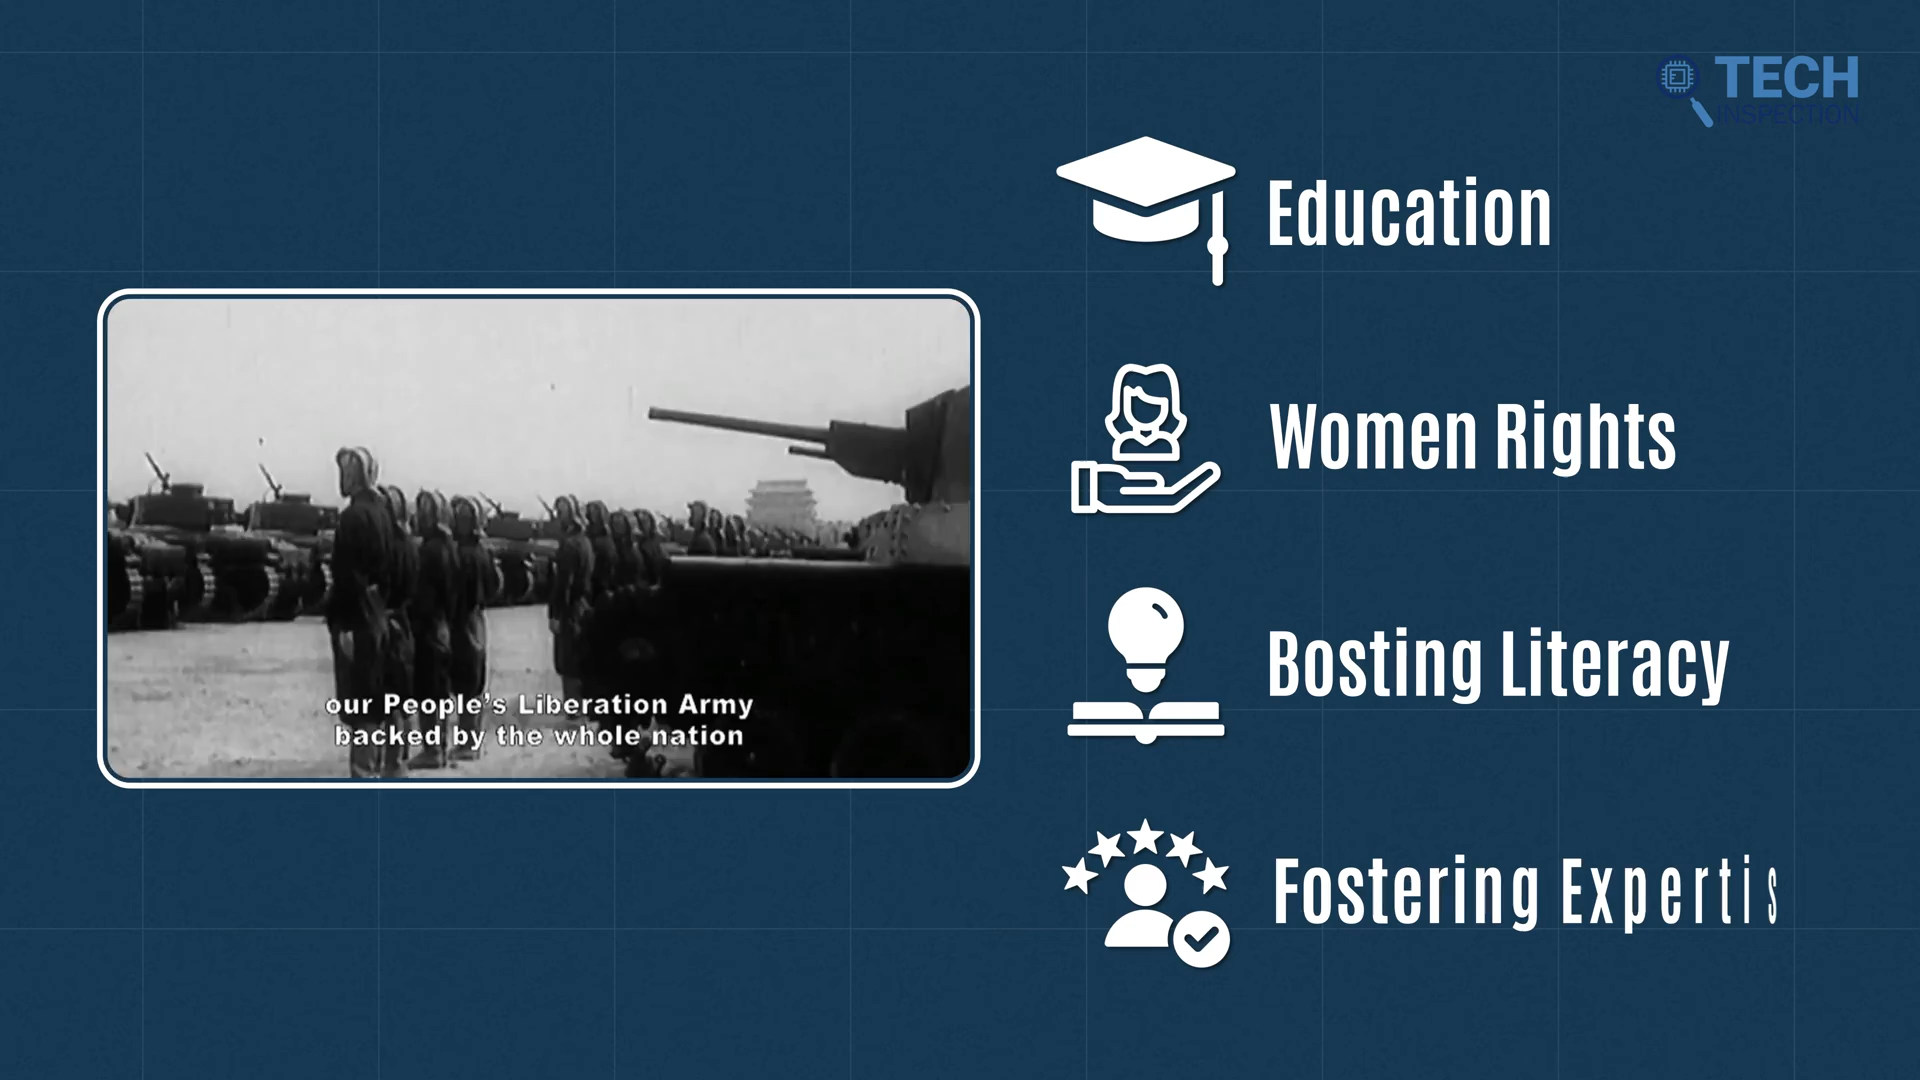 TECH
INSPECTION
Education
Women Rights
Bosting Literacy
Fostering Expertis
our People's Liberation Army
backed by the whole nation